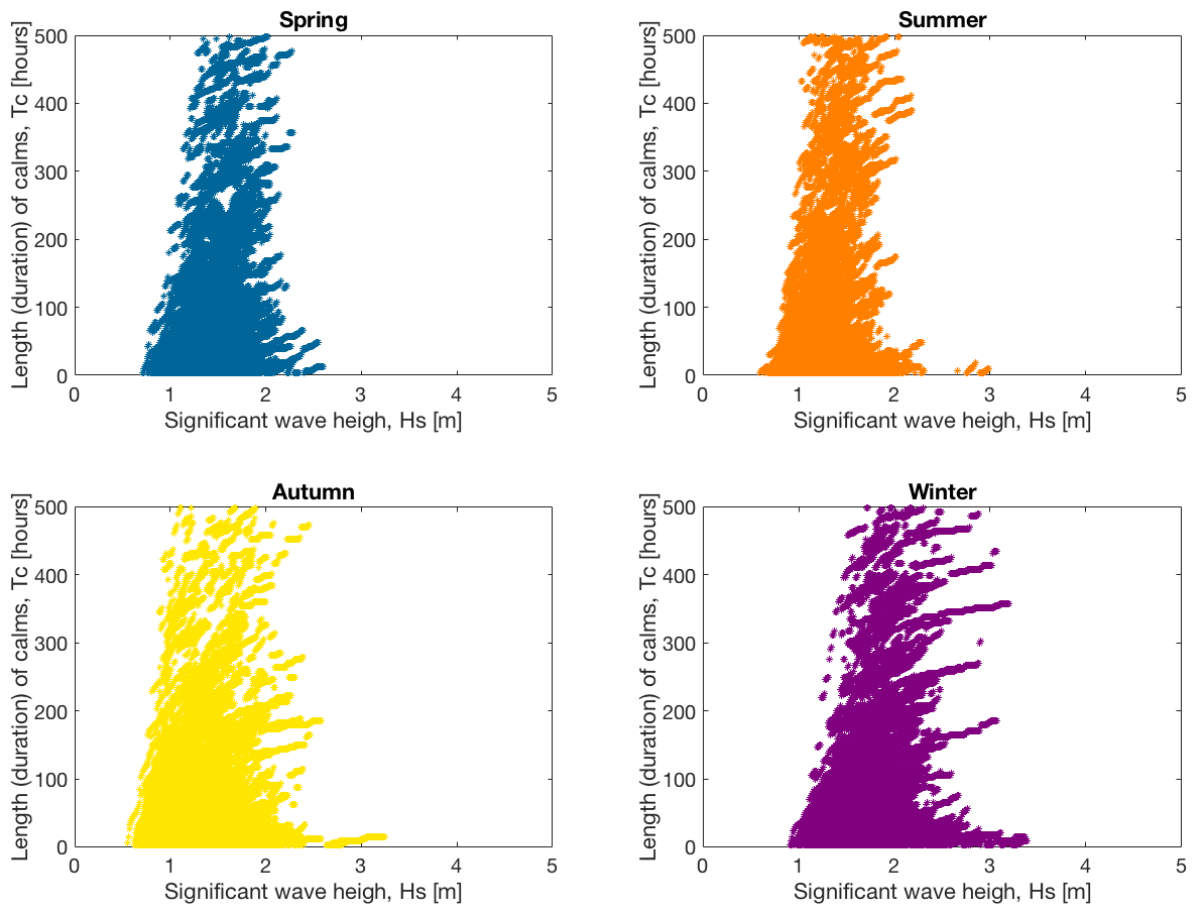 Spring
Length (duration) of calms, Tc [hours]
500
400
300
200
100
0
0 1 2 3 4 5
Significant wave heigh, Hs [m]
Summer
Length (duration) of calms, Tc [hours]
500
400
300
200
100
0
0 1 2 3 4 5
Significant wave heigh, Hs [m]
Autumn
Length (duration) of calms, Tc [hours]
500
400
300
200
100
0
0 1 2 3 4 5
Significant wave heigh, Hs [m]
Winter
Length (duration) of calms, Tc [hours]
500
400
300
200
100
0
0 1 2 3 4 5
Significant wave heigh, Hs [m]